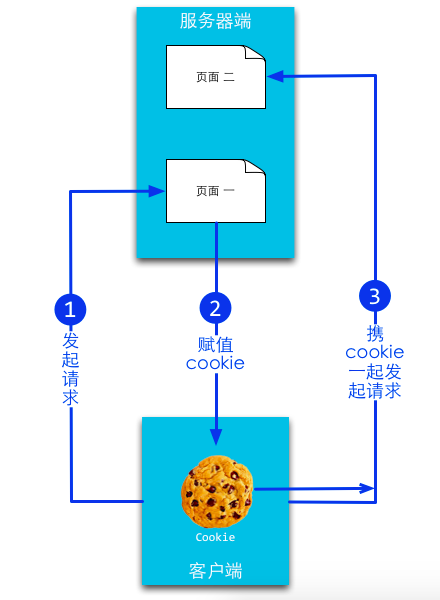 服务器端
页面 二
页面 一
1
发
起
请
求
2
赋值
cookie
3
携
cookie
一起发
起请求
Cookie
客户端